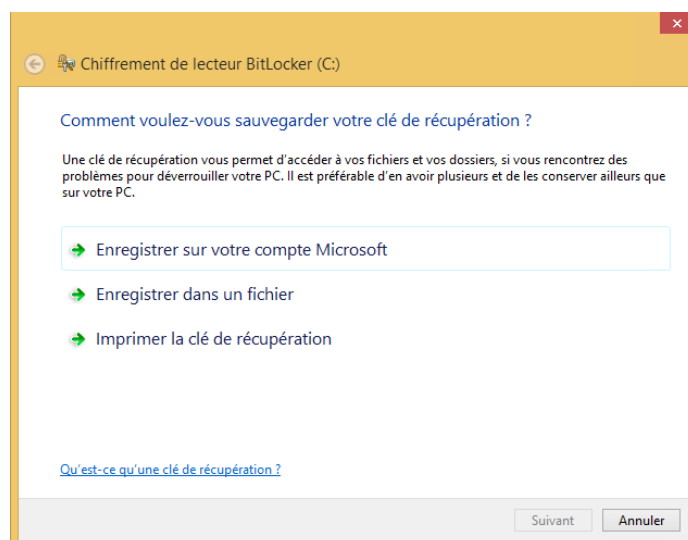 Chiffrement de lecteur BitLocker (C:)
Comment voulez-vous sauvegarder votre clé de récupération ?
Une clé de récupération vous permet d'accéder à vos fichiers et vos dossiers, si vous rencontrez des
problèmes pour déverrouiller votre PC. Il est préférable d'en avoir plusieurs et de les conserver ailleurs que
sur votre PC.
Enregistrer sur votre compte Microsoft
Enregistrer dans un fichier
Imprimer la clé de récupération
Qu'est-ce qu'une clé de récupération ?
Suivant Annuler